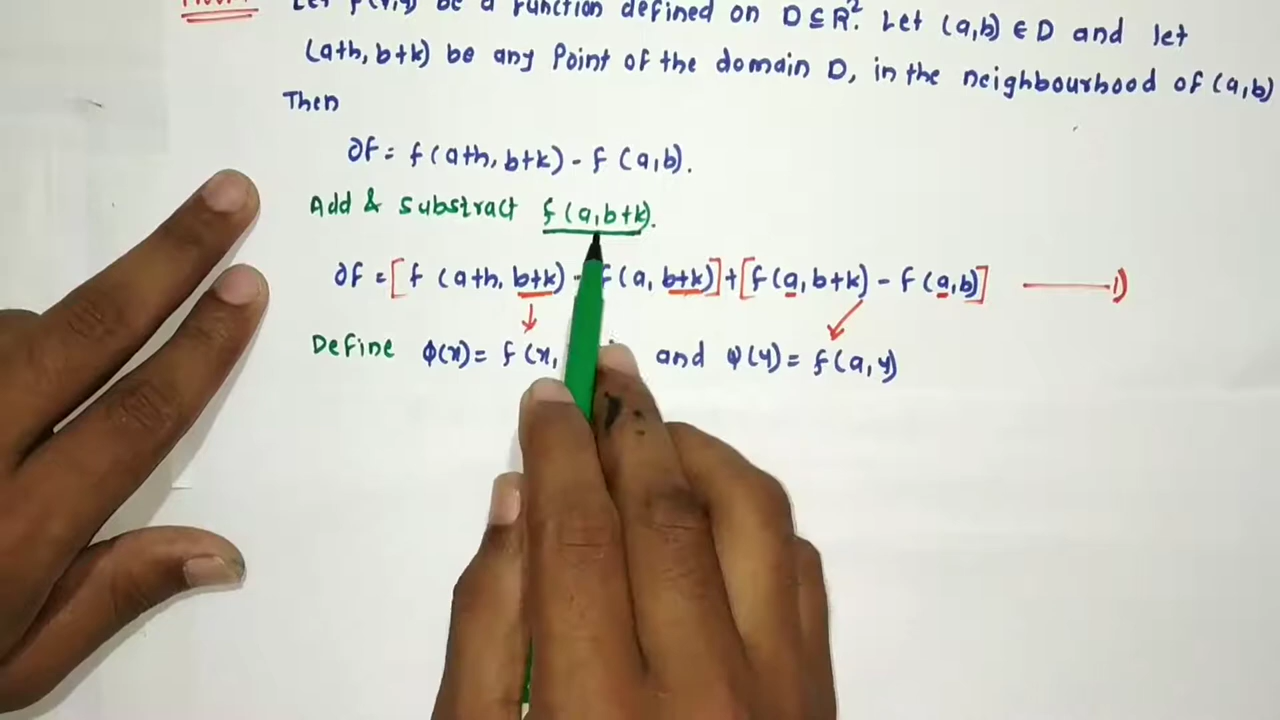 Let f(x,y) be a function defined on D⊆R². Let (a,b) ∈ D and let
(a+h, b+k) be any Point of the domain D, in the neighbourhood of (a,b)
Then
∂f = f(a+h, b+k) - f(a,b).
Add & Substract f(a,b+k).
∂f = [f(a+h, b+k) - f(a, b+k)] + [f(a, b+k) - f(a,b)] 1)
Define φ(x) = f(x, and ψ(y) = f(a,y)